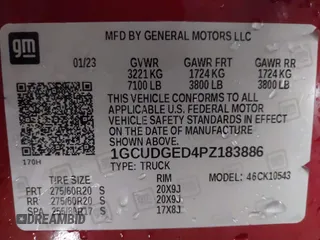 gm
MFD BY GENERAL MOTORS LLC
01/23 GVWR GAWR FRT GAWR RR
3221 KG 1724 KG 1724 KG
7100 LB 3800 LB 3800 LB
THIS VEHICLE CONFORMS TO ALL
APPLICABLE U.S. FEDERAL MOTOR
VEHICLE SAFETY STANDARDS IN
EFFECT ON THE DATE OF
MANUFACTURE SHOWN ABOVE.
1GCUDGED4PZ183886
170H TYPE: TRUCK
46CK10543
TIRE SIZE RIM
FRT 275/60R20 S 20X9J
RR 275/60R20 S 20X9J
SPA S 17X8J
DREAMBID